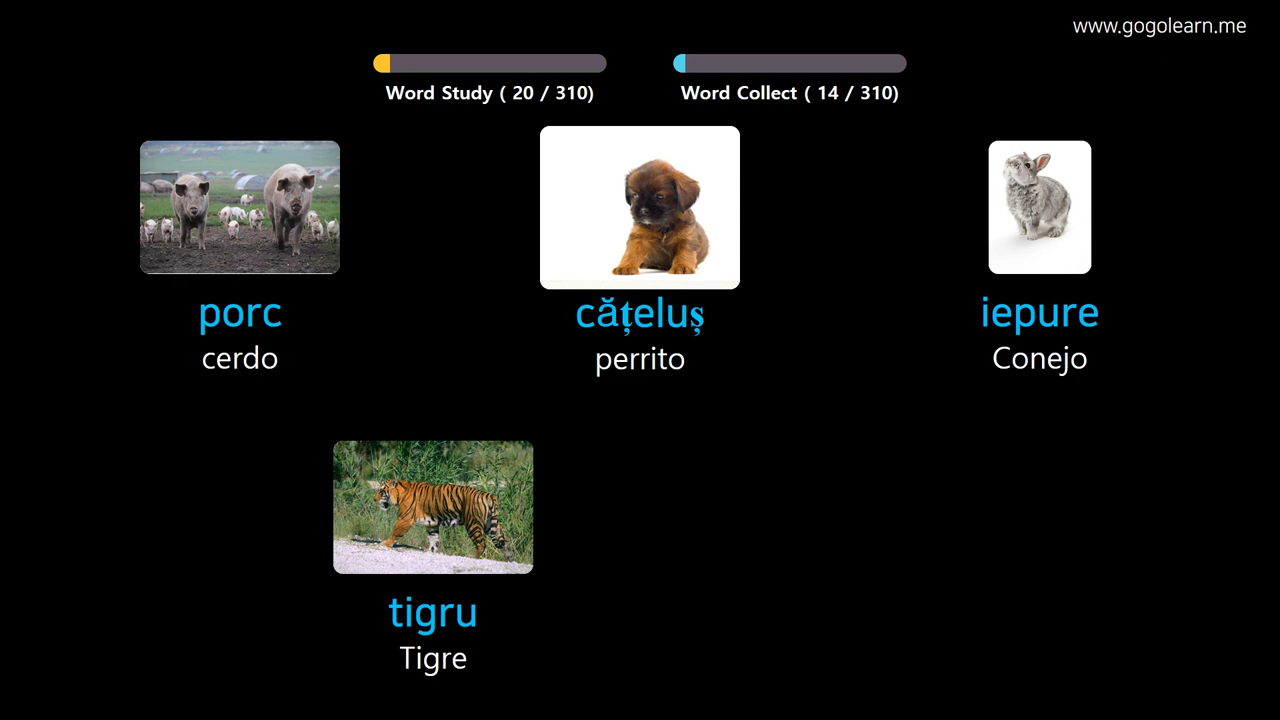 www.gogolearn.me
Word Study ( 20 / 310)
Word Collect ( 14 / 310)
porc
cerdo
cățeluș
perrito
iepure
Conejo
tigru
Tigre